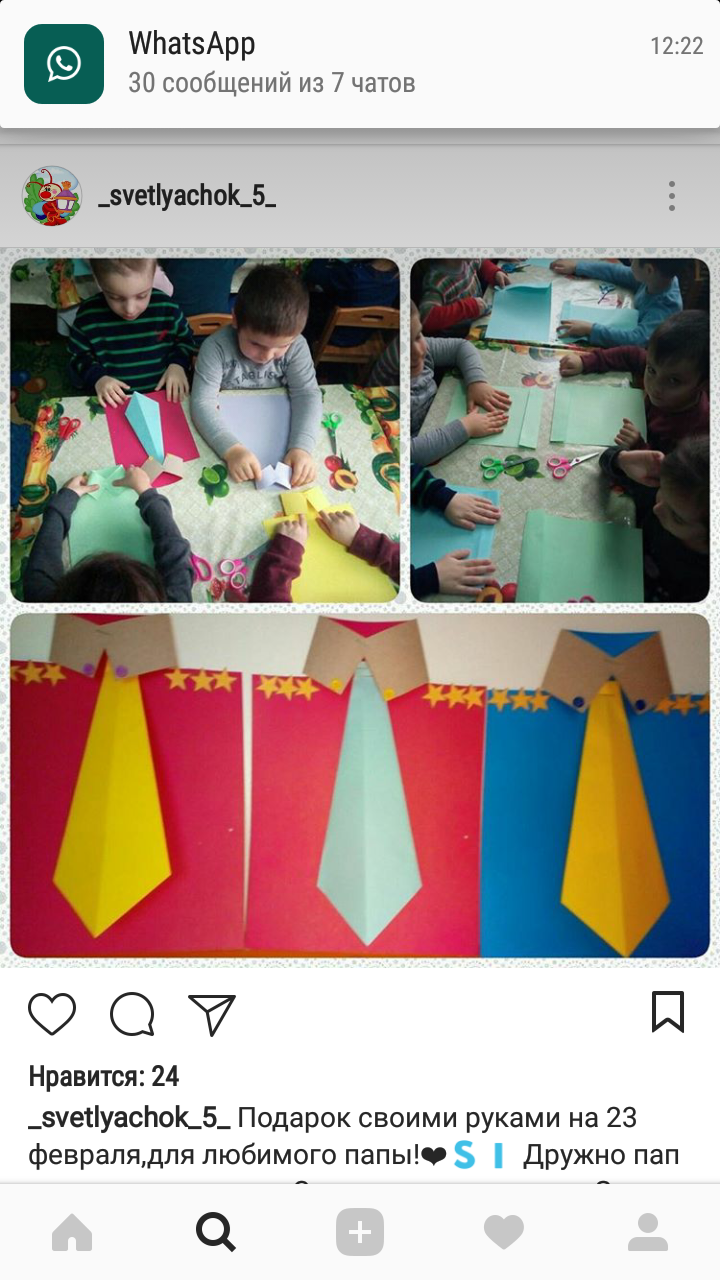 WhatsApp
12:22
30 сообщений из 7 чатов
_svetlyachok_5_
Нравится: 24
_svetlyachok_5_ Подарок своими руками на 23
февраля,для любимого папы!❤ S I Дружно пап